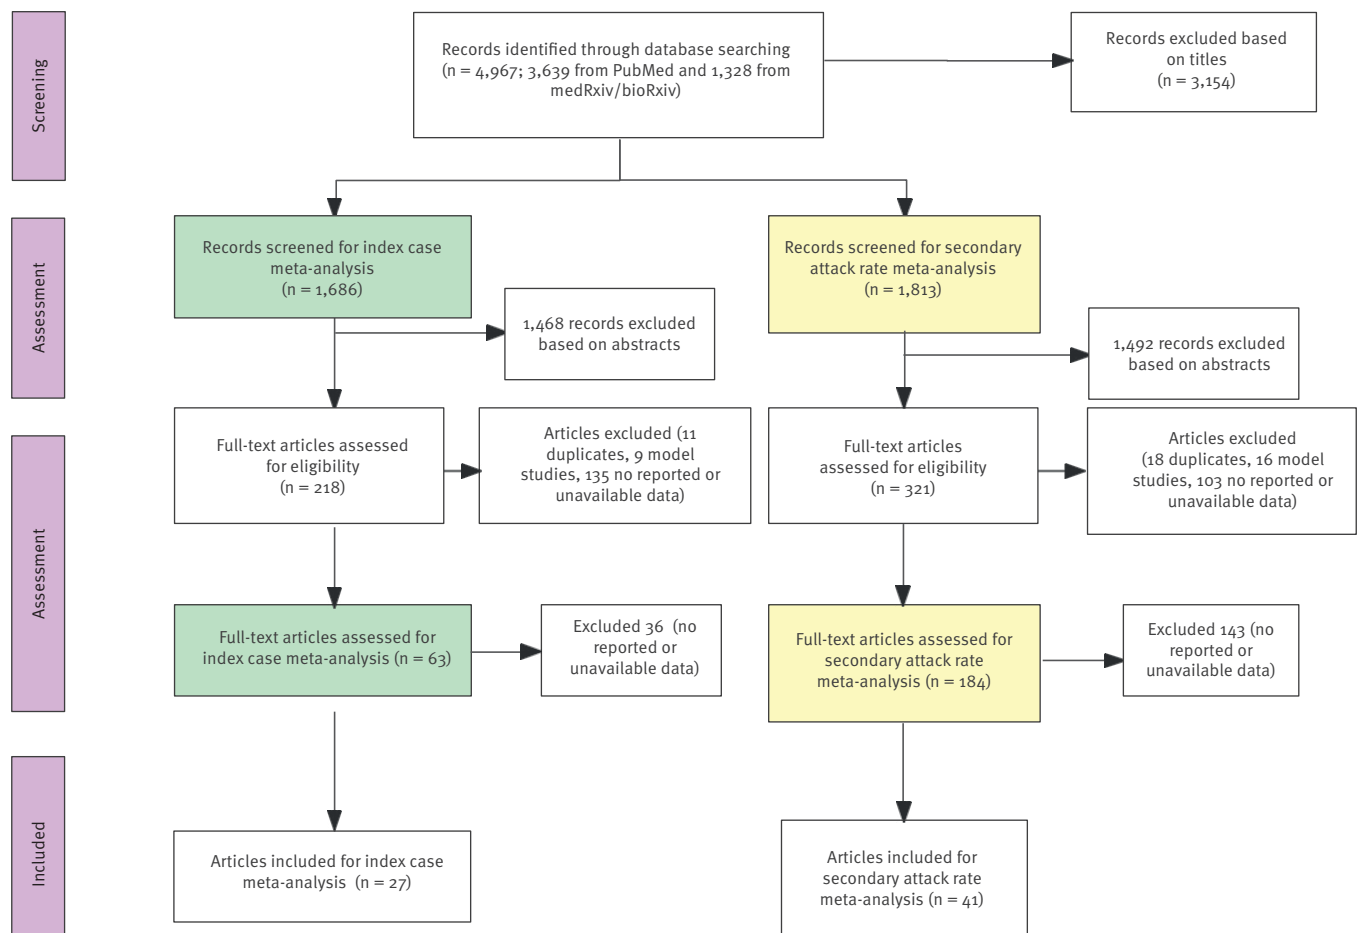 Screening
Records identified through database searching
(n = 4,967; 3,639 from PubMed and 1,328 from
medRxiv/bioRxiv)
Records excluded based
on titles
(n = 3,154)
Assessment
Records screened for index case
meta-analysis
(n = 1,686)
Records screened for secondary
attack rate meta-analysis
(n = 1,813)
1,468 records excluded
based on abstracts
1,492 records excluded
based on abstracts
Assessment
Full-text articles assessed
for eligibility
(n = 218)
Articles excluded (11
duplicates, 9 model
studies, 135 no reported or
unavailable data)
Full-text articles
assessed for eligibility
(n = 321)
Articles excluded
(18 duplicates, 16 model
studies, 103 no reported or
unavailable data)
Full-text articles assessed for
index case meta-analysis (n = 63)
Excluded 36 (no
reported or
unavailable data)
Full-text articles assessed for
secondary attack rate
meta-analysis (n = 184)
Excluded 143 (no
reported or
unavailable data)
Included
Articles included for index case
meta-analysis (n = 27)
Articles included for
secondary attack rate
meta-analysis (n = 41)